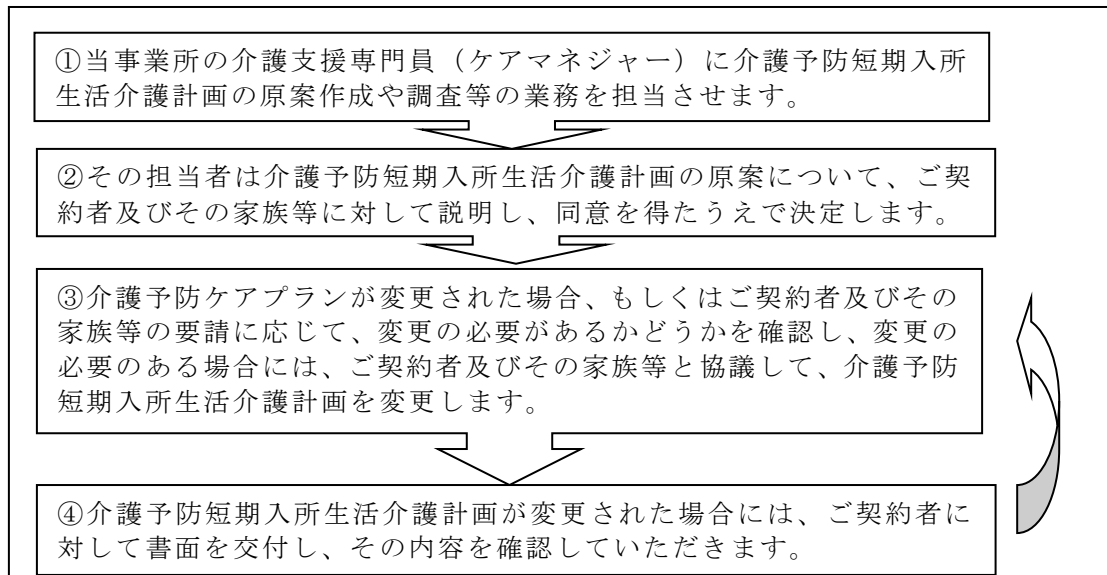 ①当事業所の介護支援専門員（ケアマネジャー）に介護予防短期入所
生活介護計画の原案作成や調査等の業務を担当させます。
②その担当者は介護予防短期入所生活介護計画の原案について、ご契
約者及びその家族等に対して説明し、同意を得たうえで決定します。
③介護予防ケアプランが変更された場合、もしくはご契約者及びその
家族等の要請に応じて、変更の必要があるかどうかを確認し、変更の
必要のある場合には、ご契約者及びその家族等と協議して、介護予防
短期入所生活介護計画を変更します。
④介護予防短期入所生活介護計画が変更された場合には、ご契約者に
対して書面を交付し、その内容を確認していただきます。